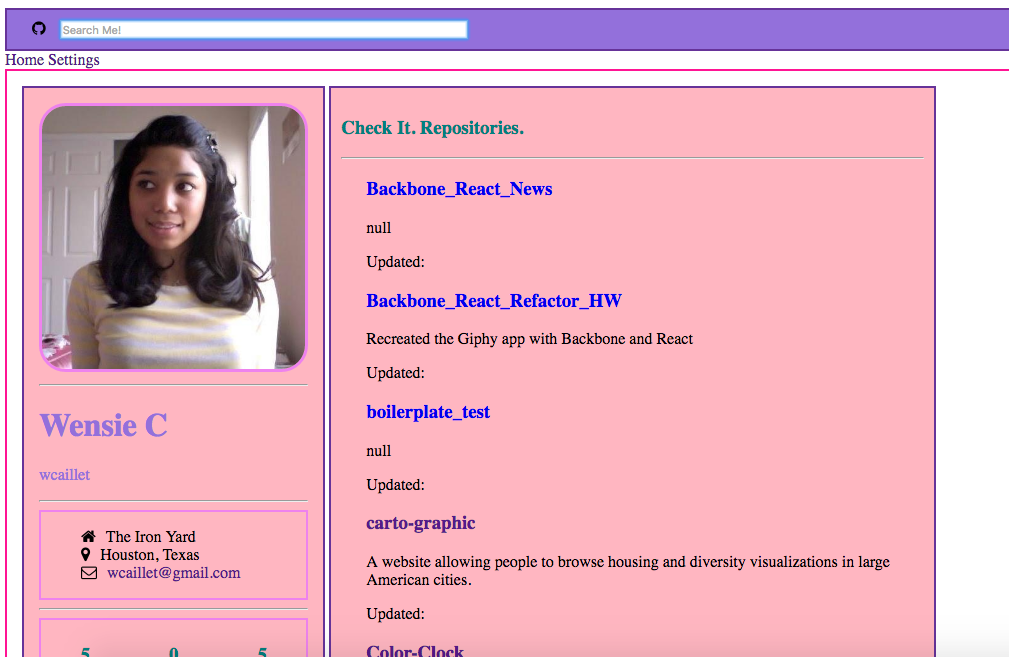 Search Me!
Home Settings
Wensie C
wcaillet
The Iron Yard
Houston, Texas
wcaillet@gmail.com
5 0 5
Check It. Repositories.
Backbone_React_News
null
Updated:
Backbone_React_Refactor_HW
Recreated the Giphy app with Backbone and React
Updated:
boilerplate_test
null
Updated:
carto-graphic
A website allowing people to browse housing and diversity visualizations in large
American cities.
Updated:
Color-Clock